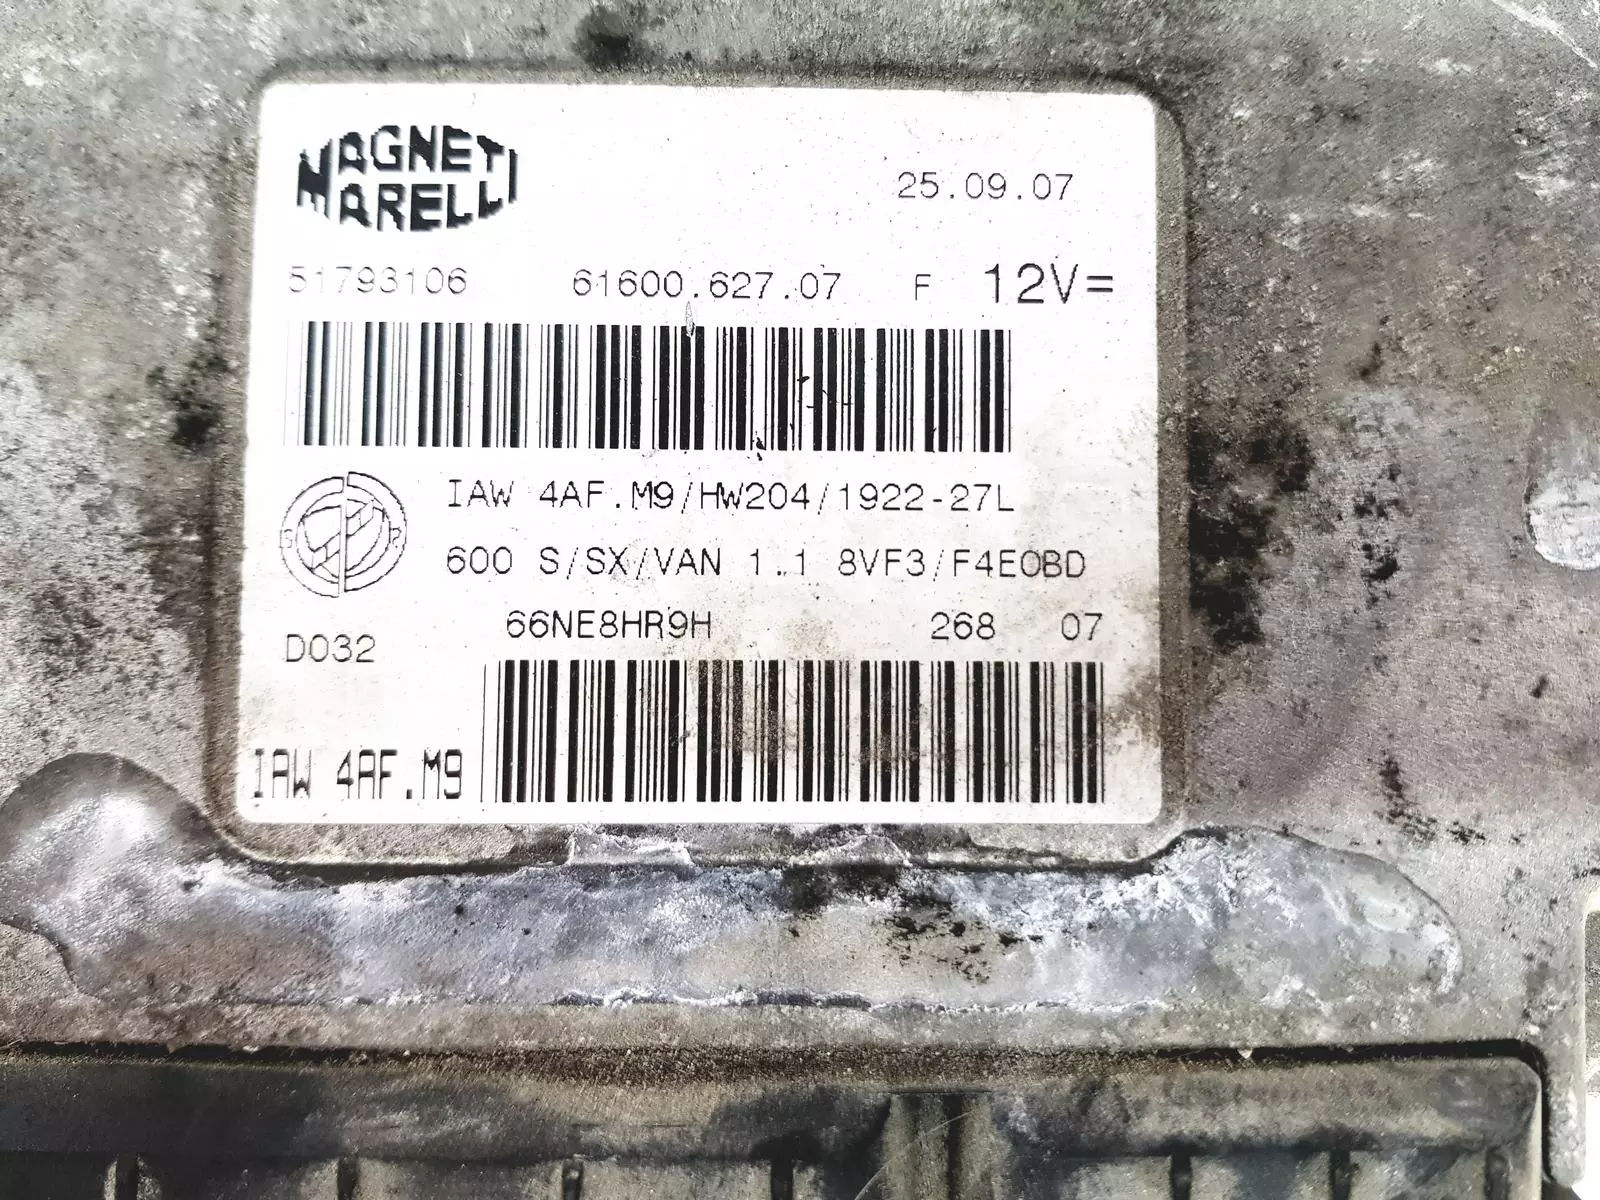 MAGNETI
MARELLI
25.09.07
51793106 61600.627.07 F 12V=
IAW 4AF.M9/HW204/1922-27L
600 S/SX/VAN 1.1 8VF3/F4EOBD
66NE8HR9H 268 07
D032
IAW 4AF.M9